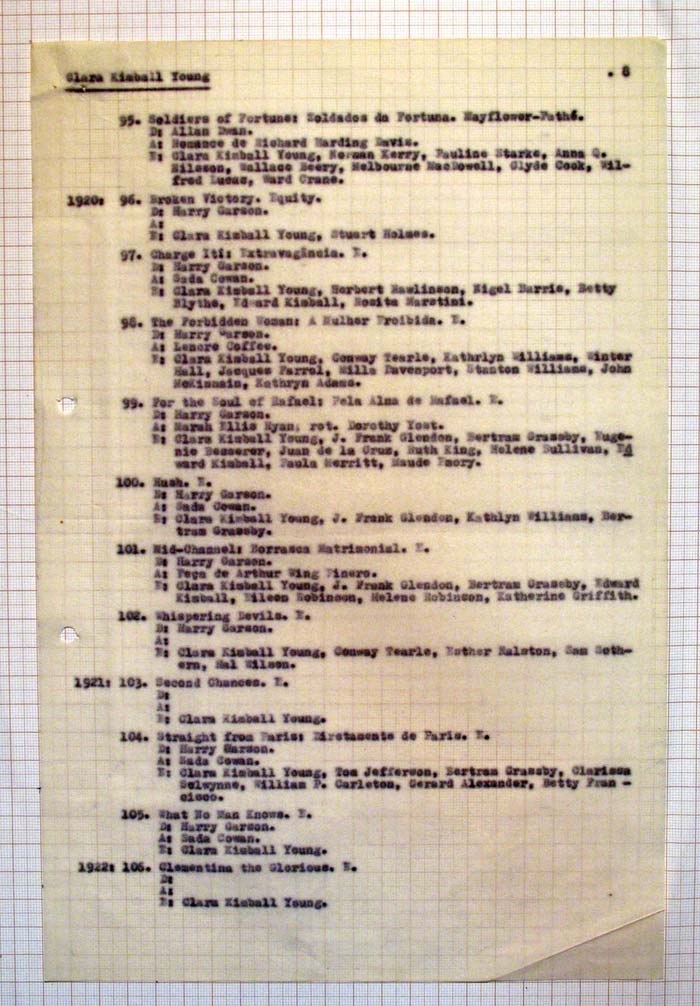 Clara Kimball Young . 8
95. Soldiers of Fortune: Soldados da Fortuna. Mayflower-Pathé.
D: Allan Dwan.
A: Romance de Richard Harding Davis.
E: Clara Kimball Young, Norman Kerry, Pauline Starke, Anna Q.
Nilsson, Wallace Beery, Melbourne MacDowell, Clyde Cook, Wil-
fred Lucas, Ward Crane.
1920: 96. Broken Victory. Equity.
D: Harry Garson.
A:
E: Clara Kimball Young, Stuart Holmes.
97. Charge It: Extravagância. E.
D: Harry Garson.
A: Sada Cowan.
E: Clara Kimball Young, Herbert Rawlinson, Nigel Barrie, Betty
Blythe, Edward Kimball, Rosita Marstini.
98. The Forbidden Woman: A Mulher Proibida. E.
D: Harry Garson.
A: Lenore Coffee.
E: Clara Kimball Young, Conway Tearle, Kathrlyn Williams, Winter
Hall, Jacques Farrel, Milla Davenport, Stanton Williams, John
McKinnain, Kathryn Adams.
99. For the Soul of Rafael: Pela Alma de Rafael. E.
D: Harry Garson.
A: Marah Ellis Ryan, rot. Dorothy Yost.
E: Clara Kimball Young, J. Frank Glendon, Bertram Grassby, Euge-
nie Besserer, Juan de la Cruz, Ruth King, Helene Sullivan, Ed
ward Kimball, Paula Merritt, Maude Emory.
100. Hush. E.
D: Harry Garson.
A: Sada Cowan.
E: Clara Kimball Young, J. Frank Glendon, Kathlyn Williams, Ber-
tram Grassby.
101. Mid-Channel: Borrasca Matrimonial. E.
D: Harry Garson.
A: Peça de Arthur Wing Pinero.
E: Clara Kimball Young, J. Frank Glendon, Bertram Grassby, Edward
Kimball, Eileen Robinson, Helene Robinson, Katherine Griffith.
102. Whispering Devils. E.
D: Harry Garson.
A:
E: Clara Kimball Young, Conway Tearle, Esther Ralston, Sam Soth-
ern, Hal Wilson.
1921: 103. Second Chances. E.
D:
A:
E: Clara Kimball Young.
104. Straight from Paris: Diretamente de Paris. E.
D: Harry Garson.
A: Sada Cowan.
E: Clara Kimball Young, Tom Jefferson, Bertram Grassby, Clarissa
Selwynne, William P. Carleton, Gerard Alexander, Betty Fran -
cisco.
105. What No Man Knows. E.
D: Harry Garson.
A: Sada Cowan.
E: Clara Kimball Young.
1922: 106. Clementina the Glorious. E.
D:
A:
E: Clara Kimball Young.